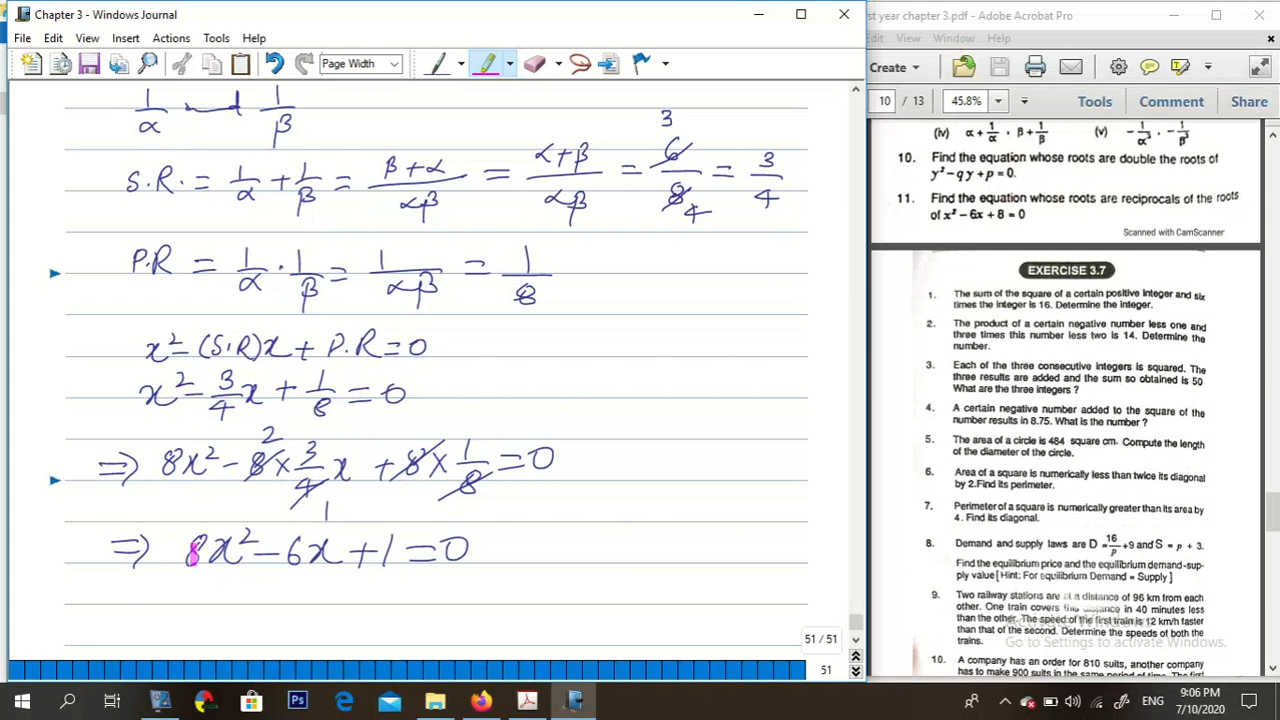 Chapter 3 - Windows Journal
File Edit View Insert Actions Tools Help
Page Width
1/α and 1/β
S.R. = 1/α + 1/β = β+α/αβ = α+β/αβ = 6/8 = 3/4
3
4
P.R = 1/α · 1/β = 1/αβ = 1/8
x² - (S.R)x + P.R = 0
x² - 3/4 x + 1/8 = 0
2
⇒ 8x² - 8 × 3/4 x + 8 × 1/8 = 0
1
⇒ 8x² - 6x + 1 = 0
51 / 51
51
rst year chapter 3.pdf - Adobe Acrobat Pro
Edit View Window Help
Create
10 / 13 45.8% Tools Comment Share
(iv) α + 1/α , β + 1/β (v) -1/α³ , -1/β³
10. Find the equation whose roots are double the roots of
y² - qy + p = 0.
11. Find the equation whose roots are reciprocals of the roots
of x² - 6x + 8 = 0
Scanned with CamScanner
EXERCISE 3.7
1. The sum of the square of a certain positive integer and six
times the integer is 16. Determine the integer.
2. The product of a certain negative number less one and
three times this number less two is 14. Determine the
number.
3. Each of the three consecutive integers is squared. The
three results are added and the sum so obtained is 50
What are the three integers ?
4. A certain negative number added to the square of the
number results in 8.75. What is the number ?
5. The area of a circle is 484 square cm. Compute the length
of the diameter of the circle.
6. Area of a square is numerically less than twice its diagonal
by 2.Find its perimeter.
7. Perimeter of a square is numerically greater than its area by
4. Find its diagonal.
8. Demand and supply laws are D = 16/p + 9 and S = p + 3.
Find the equilibrium price and the equilibrium demand-sup-
ply value [ Hint: For equilibrium Demand = Supply ]
9. Two railway stations are at a distance of 96 km from each
other. One train covers this distance in 40 minutes less
than the other. The speed of the first train is 12 km/h faster
than that of the second. Determine the speeds of both the
trains.
10. A company has an order for 810 suits, another company
has to make 900 suits in the same period of time. The first
Activate Windows
Go to Settings to activate Windows.
Ps
ENG
9:06 PM
7/10/2020